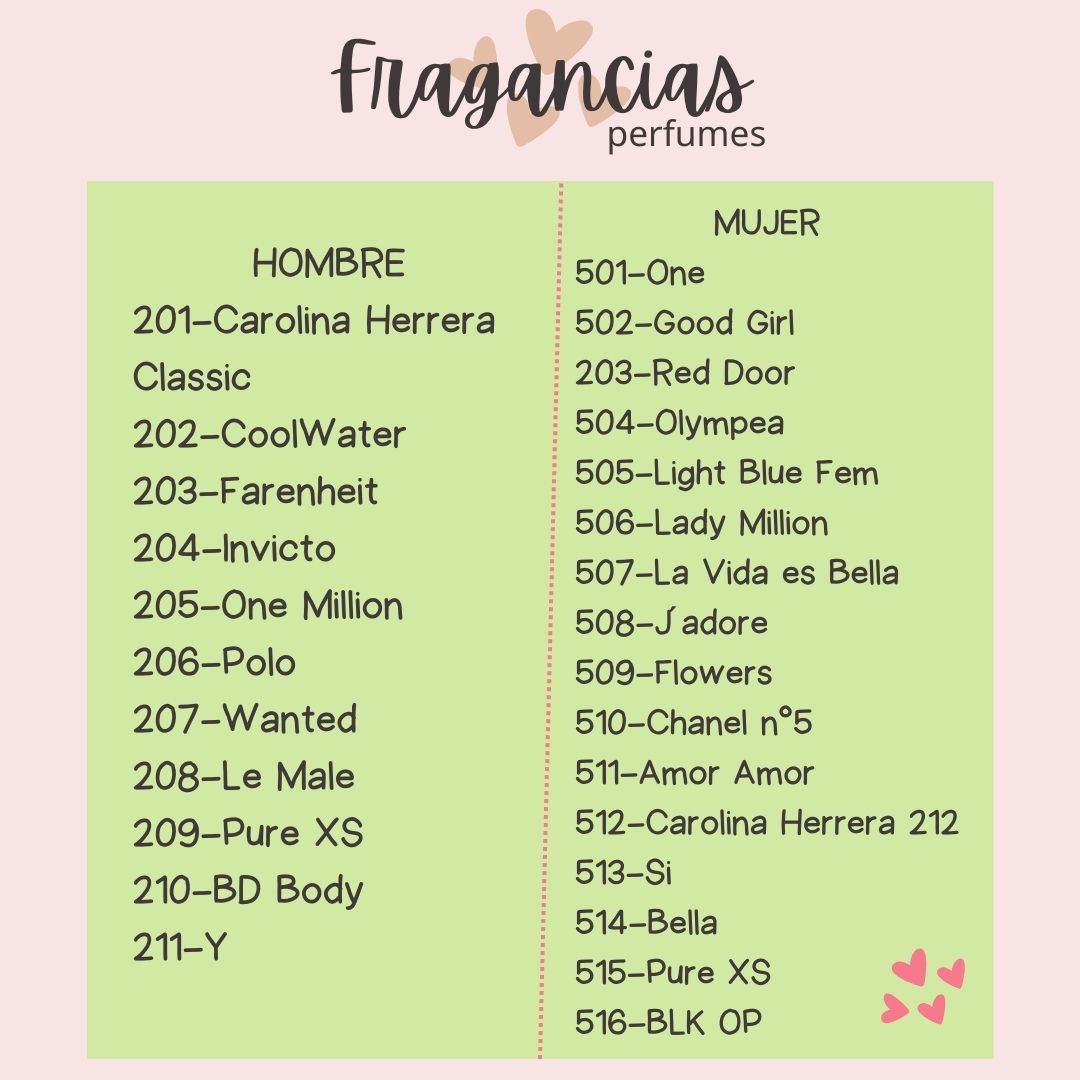 Fragancias
perfumes
HOMBRE
201-Carolina Herrera
Classic
202-CoolWater
203-Farenheit
204-Invicto
205-One Million
206-Polo
207-Wanted
208-Le Male
209-Pure XS
210-BD Body
211-Y
MUJER
501-One
502-Good Girl
203-Red Door
504-Olympea
505-Light Blue Fem
506-Lady Million
507-La Vida es Bella
508-J´adore
509-Flowers
510-Chanel n°5
511-Amor Amor
512-Carolina Herrera 212
513-Si
514-Bella
515-Pure XS
516-BLK OP